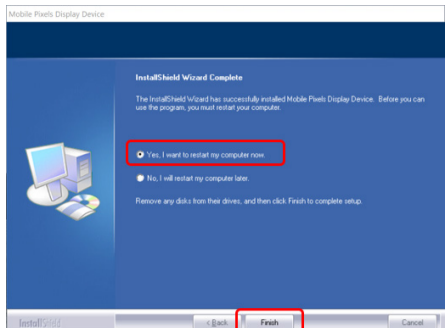 Mobile Pixels Display Device
InstallShield Wizard Complete
The InstallShield Wizard has successfully installed Mobile Pixels Display Device. Before you can
use the program, you must restart your computer.
Yes, I want to restart my computer now.
No, I will restart my computer later.
Remove any disks from their drives, and then click Finish to complete setup.
InstallShield
< Back
Finish
Cancel